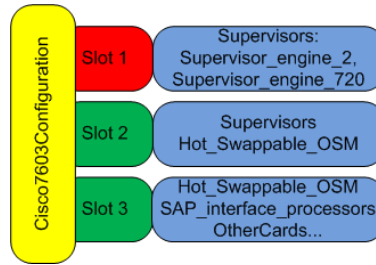 Cisco7603Configuration
Slot 1
Supervisors:
Supervisor_engine_2,
Supervisor_engine_720
Slot 2
Supervisors
Hot_Swappable_OSM
Slot 3
Hot_Swappable_OSM
SAP_interface_processors
OtherCards...